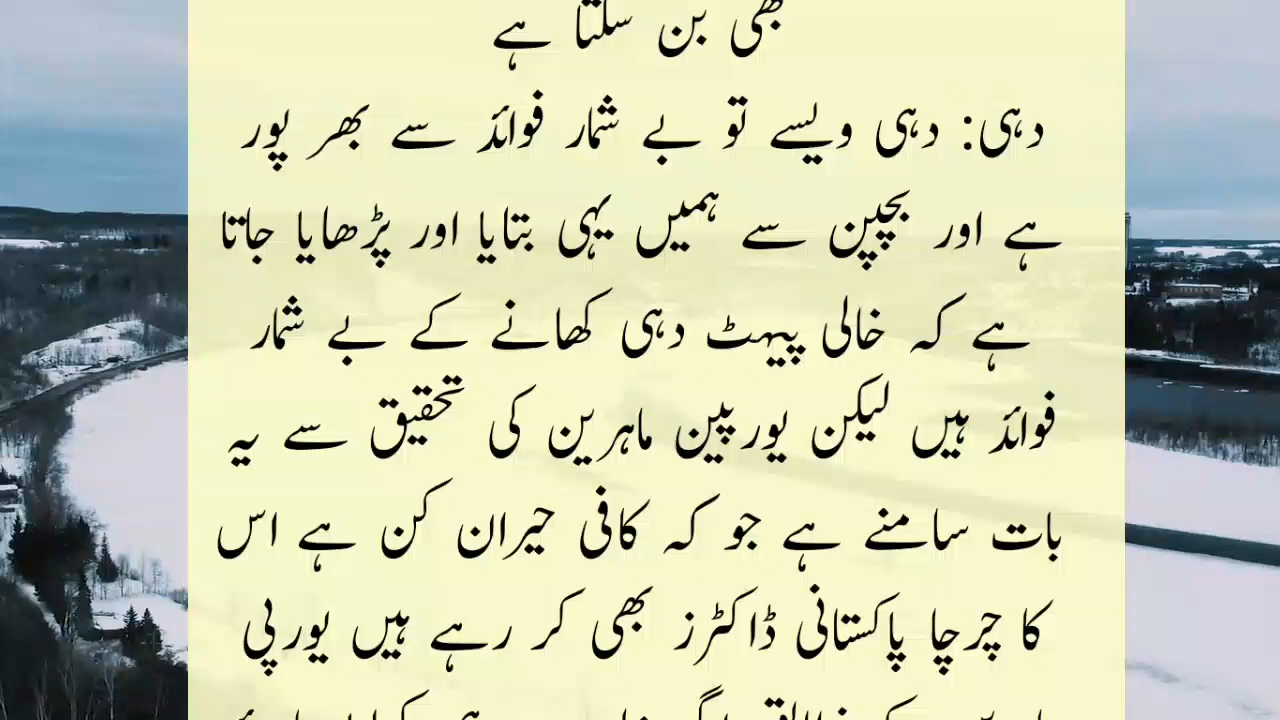 بھی بن سکتا ہے
دہی: دہی ویسے تو بے شمار فوائد سے بھر پور
ہے اور بچپن سے ہمیں یہی بتایا اور پڑھایا جاتا
ہے کہ خالی پیہٹ دہی کھانے کے بے شمار
فوائد ہیں لیکن یورپین ماہرین کی تحقیق سے یہ
بات سامنے ہے جو کہ کافی حیران کن ہے اس
کا چرچا پاکستانی ڈاکٹرز بھی کر رہے ہیں یورپی